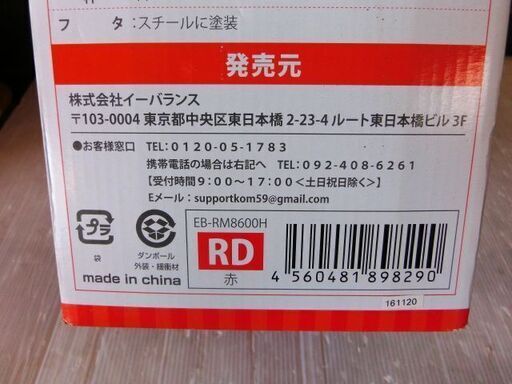 フ タ：スチールに塗装
発売元
株式会社イーバランス
〒103-0004 東京都中央区東日本橋 2-23-4 ルート東日本橋ビル 3F
●お客様窓口 TEL：0120-05-1783
携帯電話の場合は右記へ TEL：092-408-6261
【受付時間9：00〜17：00＜土日祝日除く＞】
Eメール：supportkom59@gmail.com
プラ
袋
ダンボール
外装・緩衝材
made in china
EB-RM8600H
RD
赤
4 560481 898290
161120